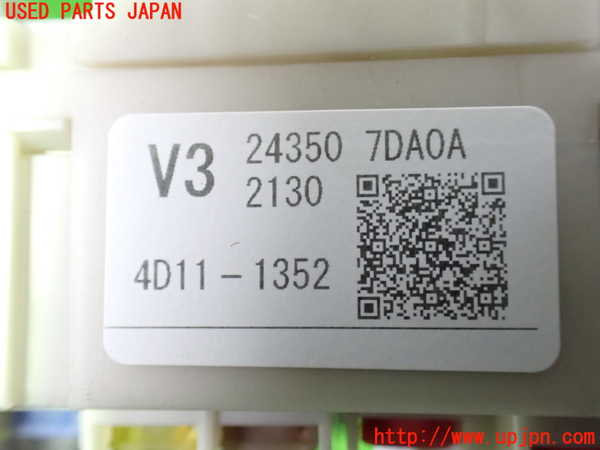 USED PARTS JAPAN
V3 24350 7DA0A
2130
4D11-1352
http://www.upjpn.com/